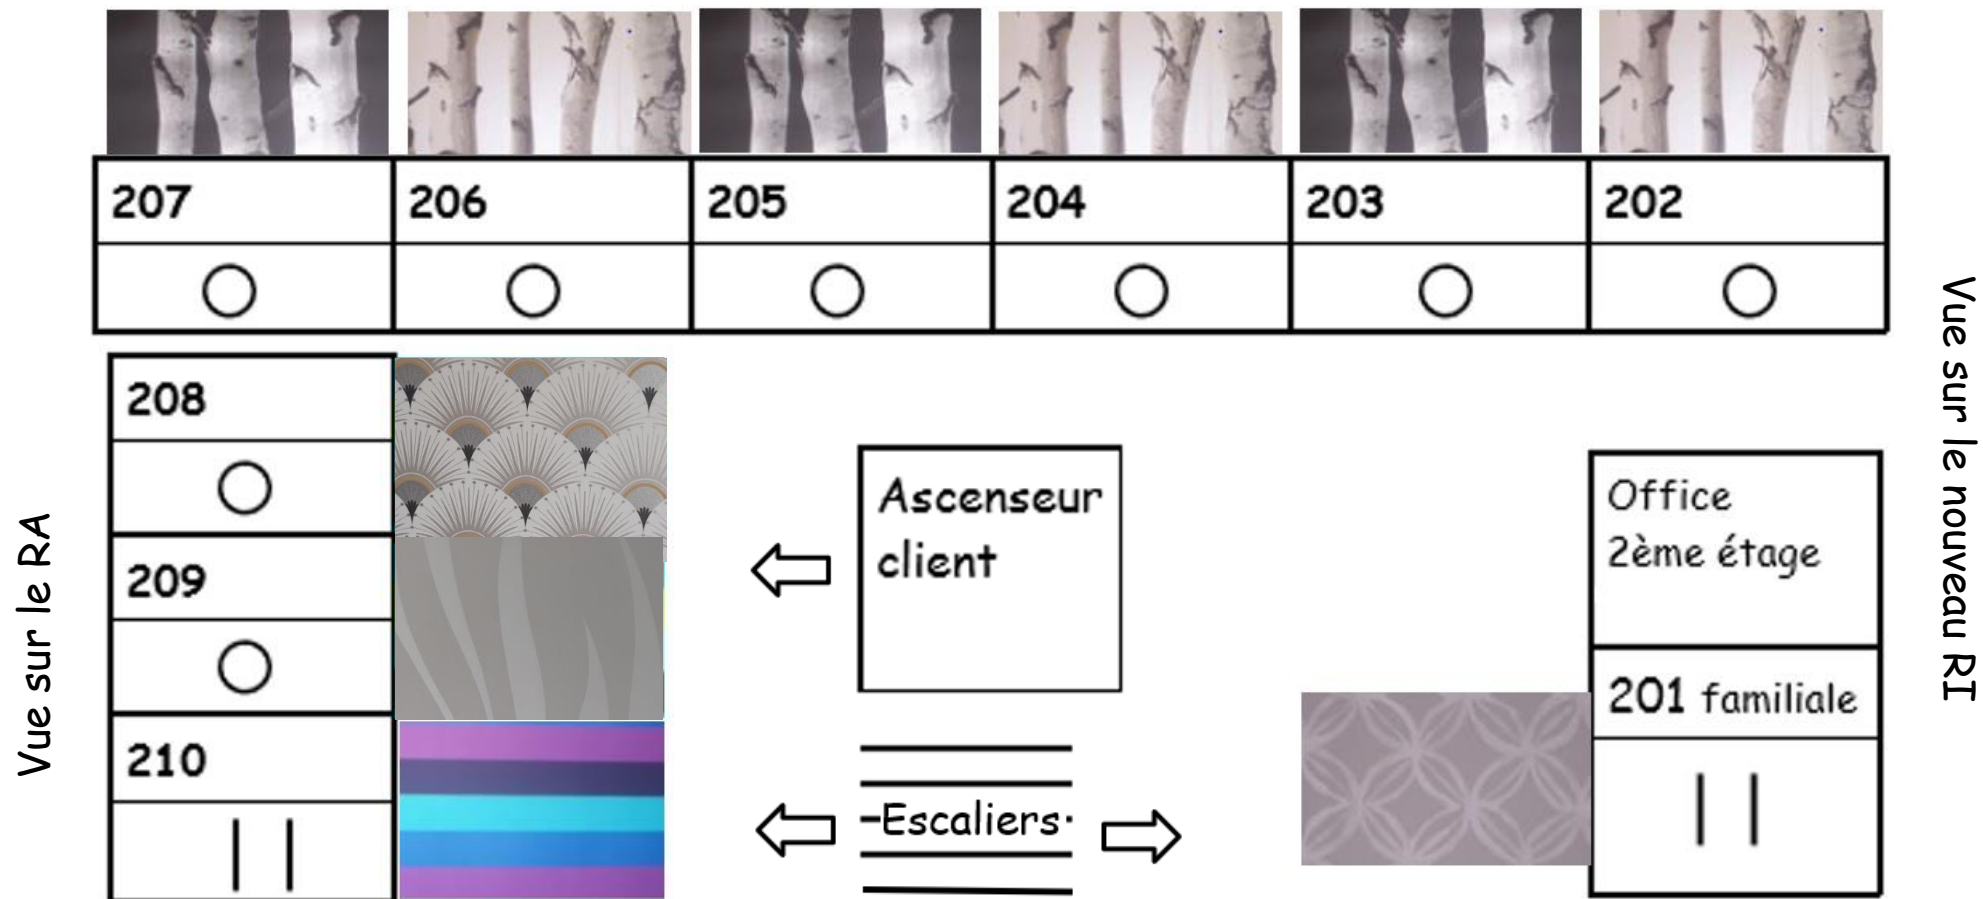 207 206 205 204 203 202
208
209
210
Vue sur le RA
Ascenseur
client
Escaliers
Office
2ème étage
201 familiale
Vue sur le nouveau RI